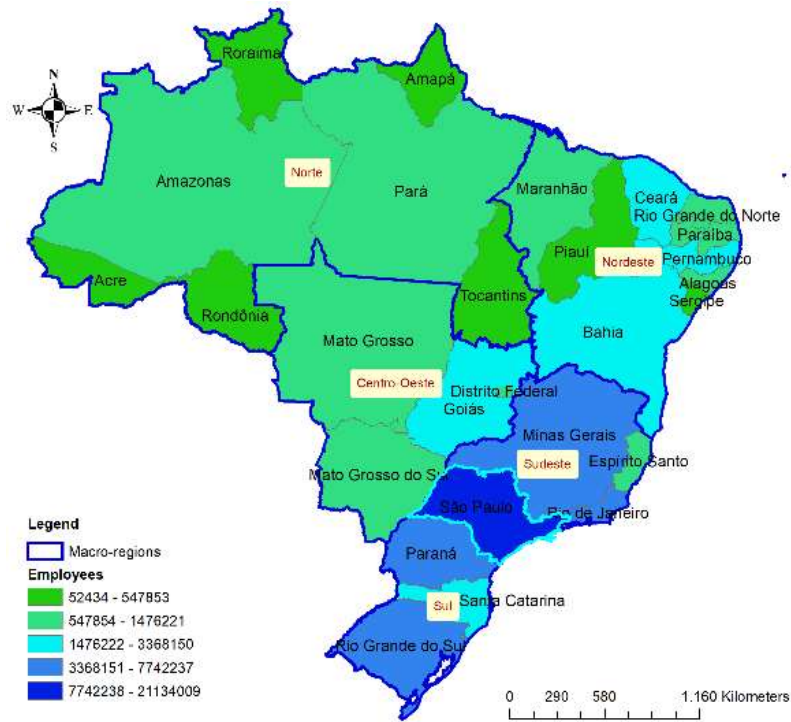 Roraima
Amapá
N
W E
S
Amazonas
Norte
Pará
Maranhão
Ceará
Rio Grande do Norte
Paraíba
Piauí
Nordeste
Pernambuco
Acre
Rondônia
Tocantins
Alagoas
Sergipe
Bahia
Mato Grosso
Centro-Oeste
Distrito Federal
Goiás
Minas Gerais
Sudeste
Espírito Santo
Mato Grosso do Sul
São Paulo
Rio de Janeiro
Paraná
Sul
Santa Catarina
Rio Grande do Sul
Legend
Macro-regions
Employees
52434 - 547853
547854 - 1476221
1476222 - 3368150
3368151 - 7742237
7742238 - 21134009
0 290 580 1.160 Kilometers